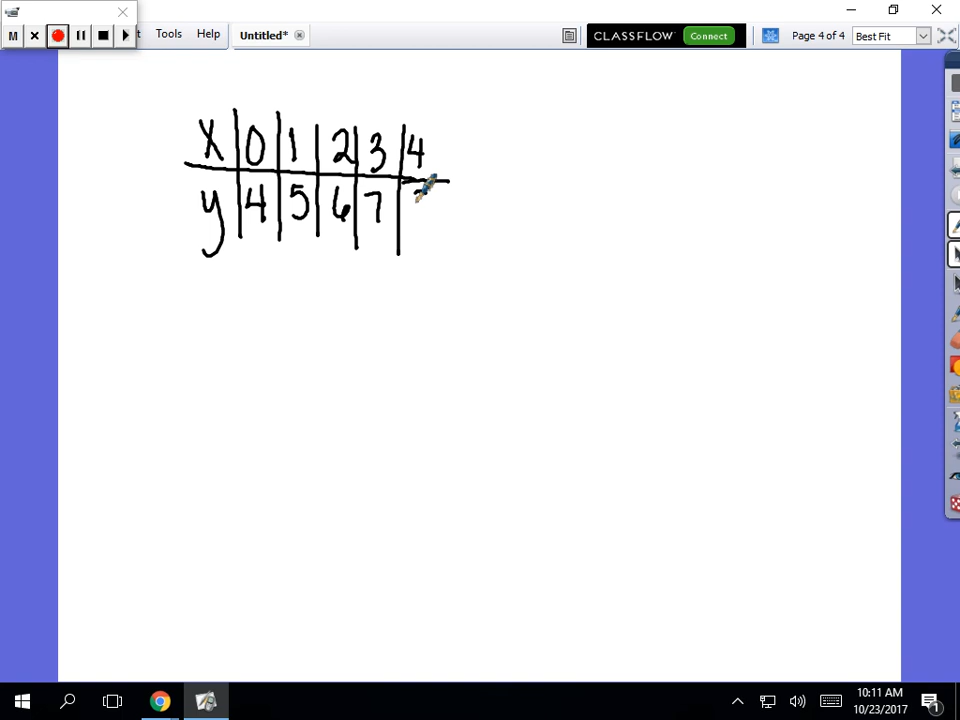 M
t Tools Help
Untitled*
CLASSFLOW Connect
Page 4 of 4
Best Fit
X 0 1 2 3 4
y 4 5 6 7
10:11 AM
10/23/2017
1